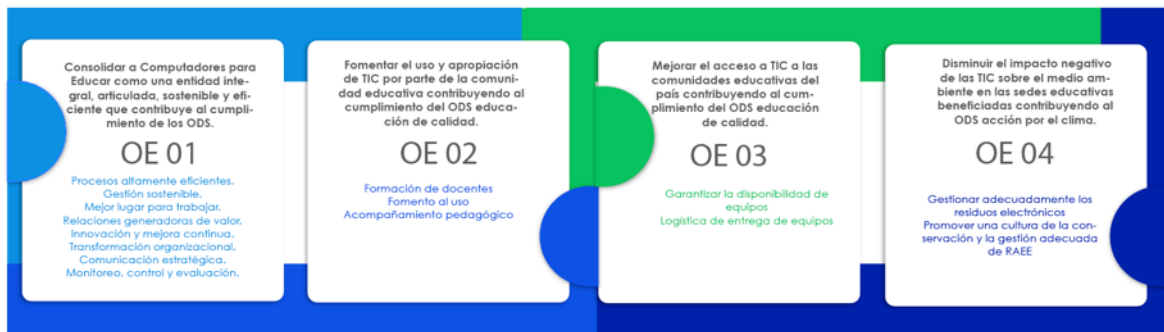 Consolidar a Computadores para
Educar como una entidad inte-
gral, articulada, sostenible y efi-
ciente que contribuye al cumpli-
miento de los ODS.
OE 01
Procesos altamente eficientes.
Gestión sostenible.
Mejor lugar para trabajar.
Relaciones generadoras de valor.
Innovación y mejora continua.
Transformación organizacional.
Comunicación estratégica.
Monitoreo, control y evaluación.
Fomentar el uso y apropiación
de TIC por parte de la comuni-
dad educativa contribuyendo al
cumplimiento del ODS educa-
ción de calidad.
OE 02
Formación de docentes
Fomento al uso
Acompañamiento pedagógico
Mejorar el acceso a TIC a las
comunidades educativas del
país contribuyendo al cum-
plimiento del ODS educación
de calidad.
OE 03
Garantizar la disponibilidad de
equipos
Logística de entrega de equipos
Disminuir el impacto negativo
de las TIC sobre el medio am-
biente en las sedes educativas
beneficiadas contribuyendo al
ODS acción por el clima.
OE 04
Gestionar adecuadamente los
residuos electrónicos
Promover una cultura de la con-
servación y la gestión adecuada
de RAEE